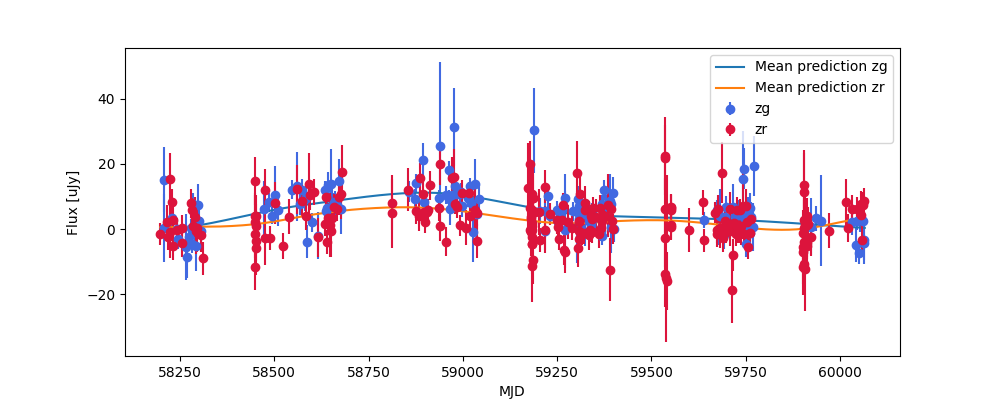 Mean prediction zg
Mean prediction zr
zg
zr
Flux [uJy]
40
20
0
−20
58250 58500 58750 59000 59250 59500 59750 60000
MJD